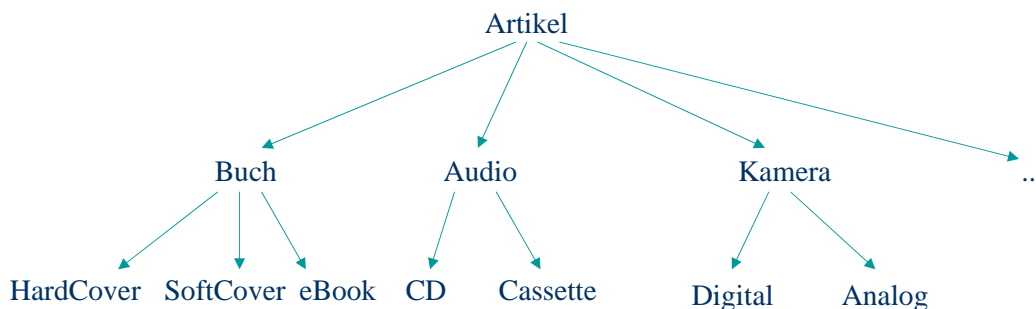 Artikel
Buch Audio Kamera ..
HardCover SoftCover eBook CD Cassette Digital Analog